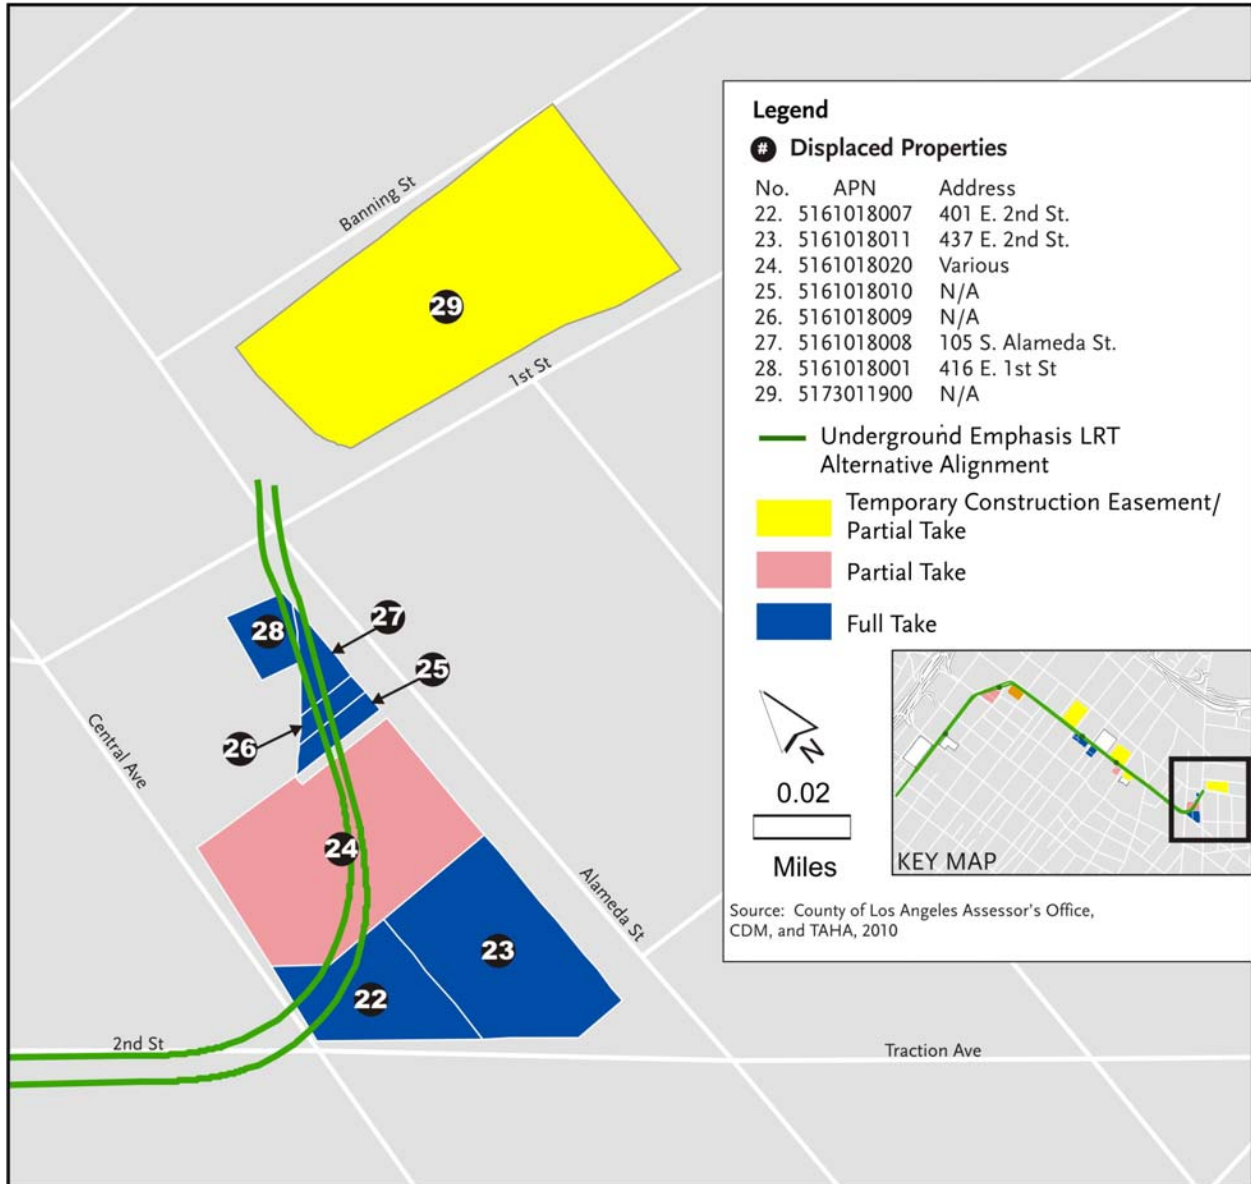 Banning St
29
1st St
28
27
25
26
24
Central Ave
Alameda St
23
22
2nd St
Traction Ave
Legend
# Displaced Properties
No. APN Address
22. 5161018007 401 E. 2nd St.
23. 5161018011 437 E. 2nd St.
24. 5161018020 Various
25. 5161018010 N/A
26. 5161018009 N/A
27. 5161018008 105 S. Alameda St.
28. 5161018001 416 E. 1st St
29. 5173011900 N/A
Underground Emphasis LRT
Alternative Alignment
Temporary Construction Easement/
Partial Take
Partial Take
Full Take
N
0.02
Miles
KEY MAP
Source: County of Los Angeles Assessor's Office,
CDM, and TAHA, 2010